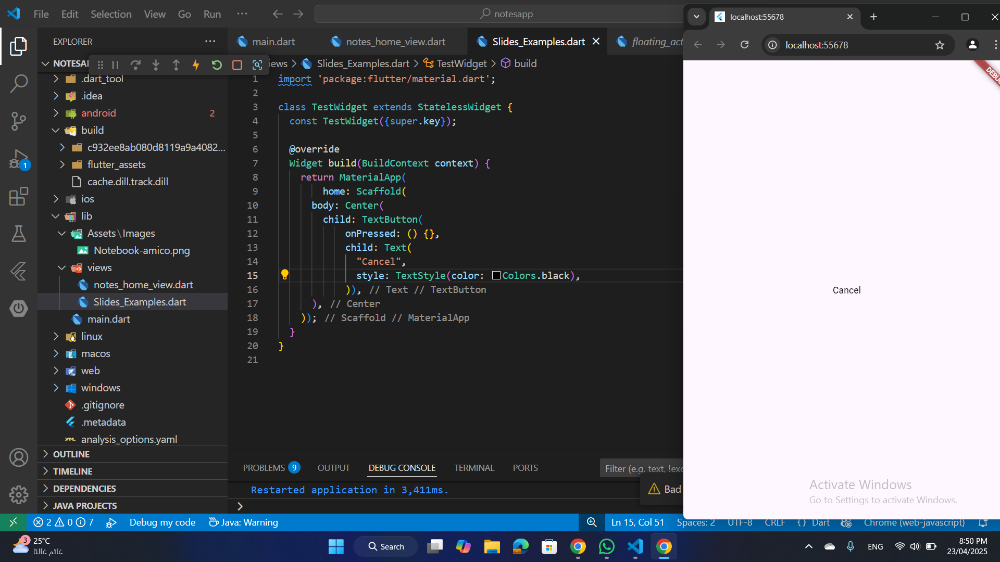 File Edit Selection View Go Run ··· notesapp
EXPLORER ···
main.dart
notes_home_view.dart
Slides_Examples.dart
floating_act
NOTESA
iews > Slides_Examples.dart > TestWidget > build
.dart_tool
.idea
android 2
build
c932ee8ab080d8119a9a4082...
flutter_assets
cache.dill.track.dill
ios
lib
Assets\Images
Notebook-amico.png
views
notes_home_view.dart
Slides_Examples.dart
main.dart
linux
macos
web
windows
.gitignore
.metadata
analysis_options.yaml
OUTLINE
TIMELINE
DEPENDENCIES
JAVA PROJECTS
1
1 import 'package:flutter/material.dart';
2
3 class TestWidget extends StatelessWidget {
4 const TestWidget({super.key});
5
6 @override
7 Widget build(BuildContext context) {
8 return MaterialApp(
9 home: Scaffold(
10 body: Center(
11 child: TextButton(
12 onPressed: () {},
13 child: Text(
14 "Cancel",
15 style: TextStyle(color: Colors.black),
16 )), // Text // TextButton
17 ), // Center
18 )); // Scaffold // MaterialApp
19 }
20 }
21
PROBLEMS 9 OUTPUT DEBUG CONSOLE TERMINAL PORTS
Filter (e.g. text, !exc
Restarted application in 3,411ms.
>
Bad
localhost:55678
localhost:55678
DEBU
Cancel
Activate Windows
Go to Settings to activate Windows.
2 0 7 Debug my code Java: Warning
Ln 15, Col 51 Spaces: 2 UTF-8 CRLF {} Dart Chrome (web-javascript)
3 25°C
غائم غالبًا
Search
ENG
8:50 PM
23/04/2025